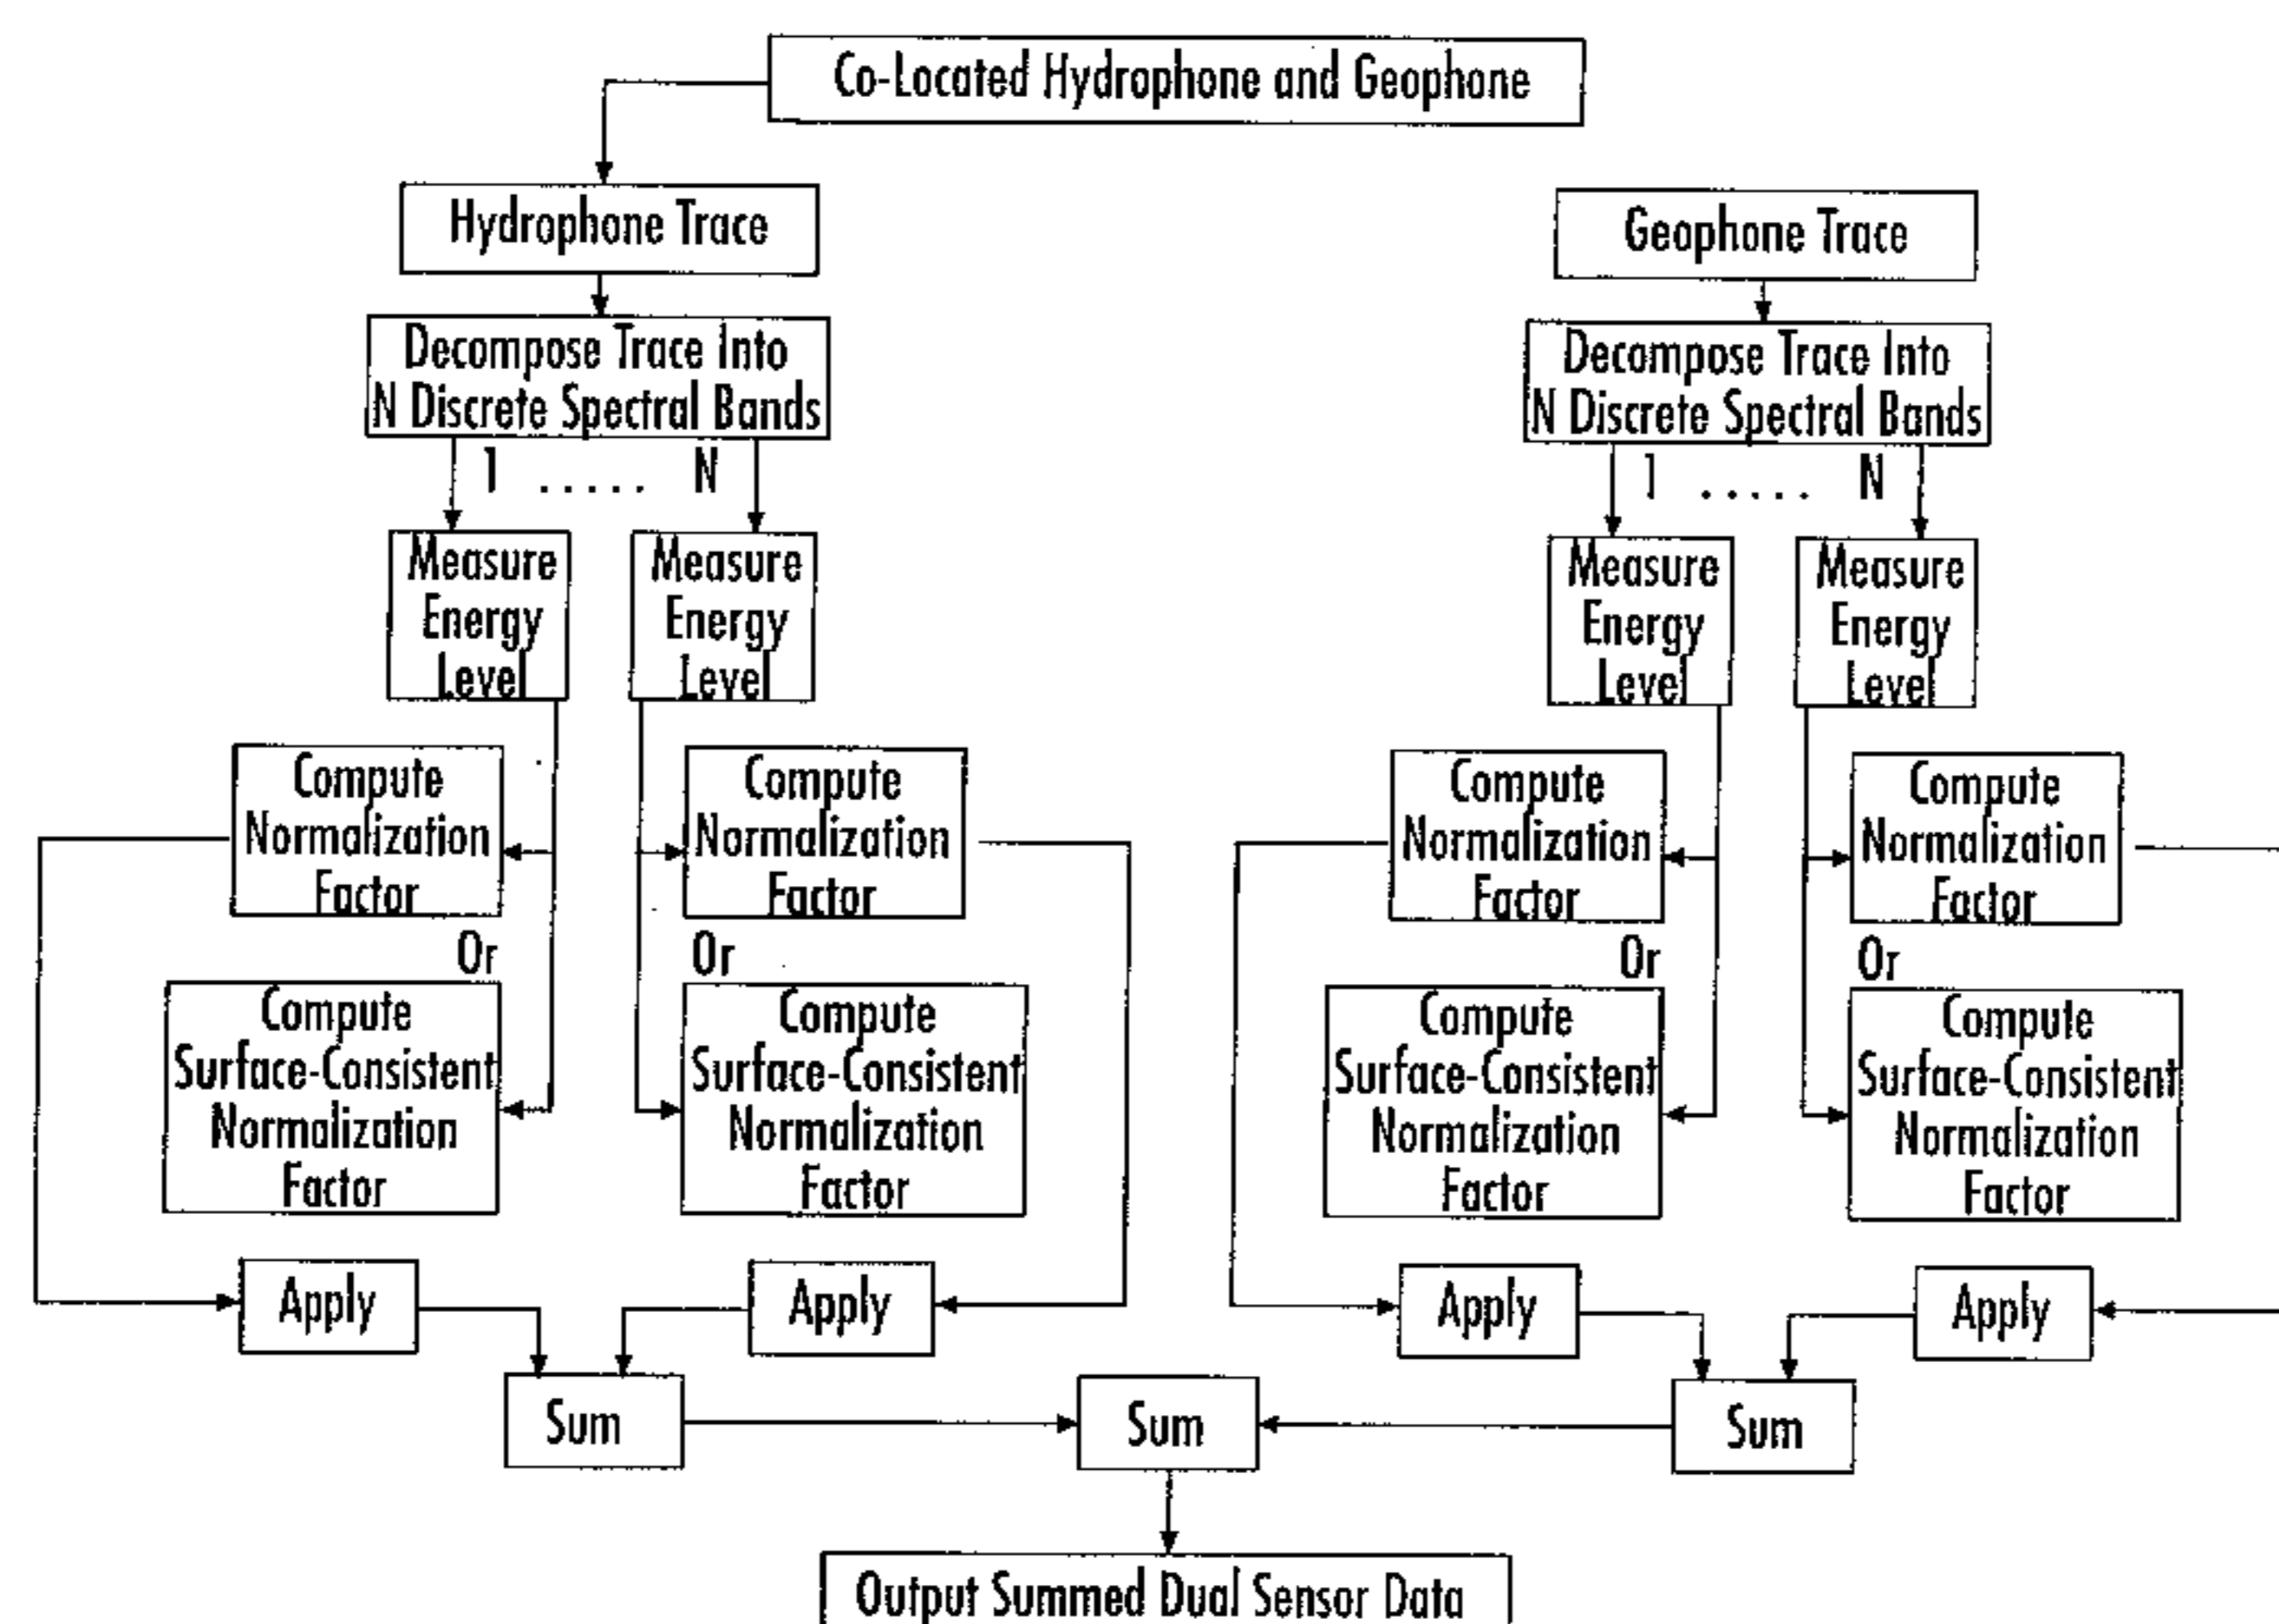 Co-Located Hydrophone and Geophone
Hydrophone Trace
Geophone Trace
Decompose Trace Into
N Discrete Spectral Bands
Decompose Trace Into
N Discrete Spectral Bands
1 ..... N
1 ..... N
Measure
Energy
Level
Measure
Energy
Level
Measure
Energy
Level
Measure
Energy
Level
Compute
Normalization
Factor
Compute
Normalization
Factor
Compute
Normalization
Factor
Compute
Normalization
Factor
Or
Or
Or
Or
Compute
Surface-Consistent
Normalization
Factor
Compute
Surface-Consistent
Normalization
Factor
Compute
Surface-Consistent
Normalization
Factor
Compute
Surface-Consistent
Normalization
Factor
Apply
Apply
Apply
Apply
Sum
Sum
Sum
Output Summed Dual Sensor Data